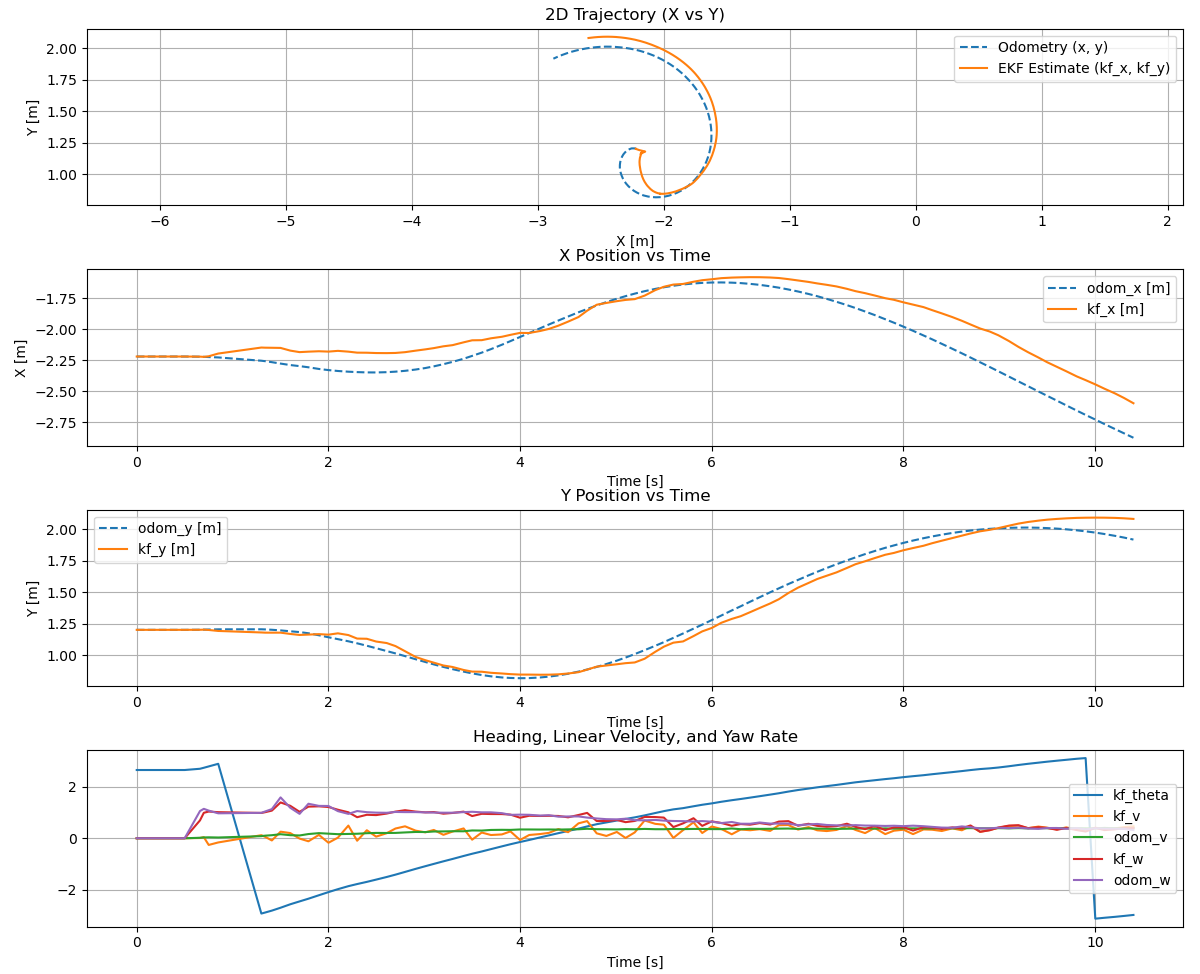 2D Trajectory (X vs Y)
Y [m]
2.00
1.75
1.50
1.25
1.00
Odometry (x, y)
EKF Estimate (kf_x, kf_y)
−6 −5 −4 −3 −2 −1 0 1 2
X [m]
X Position vs Time
X [m]
−1.75
−2.00
−2.25
−2.50
−2.75
odom_x [m]
kf_x [m]
0 2 4 6 8 10
Time [s]
Y Position vs Time
Y [m]
2.00
1.75
1.50
1.25
1.00
odom_y [m]
kf_y [m]
0 2 4 6 8 10
Time [s]
Heading, Linear Velocity, and Yaw Rate
2
0
−2
kf_theta
kf_v
odom_v
kf_w
odom_w
0 2 4 6 8 10
Time [s]